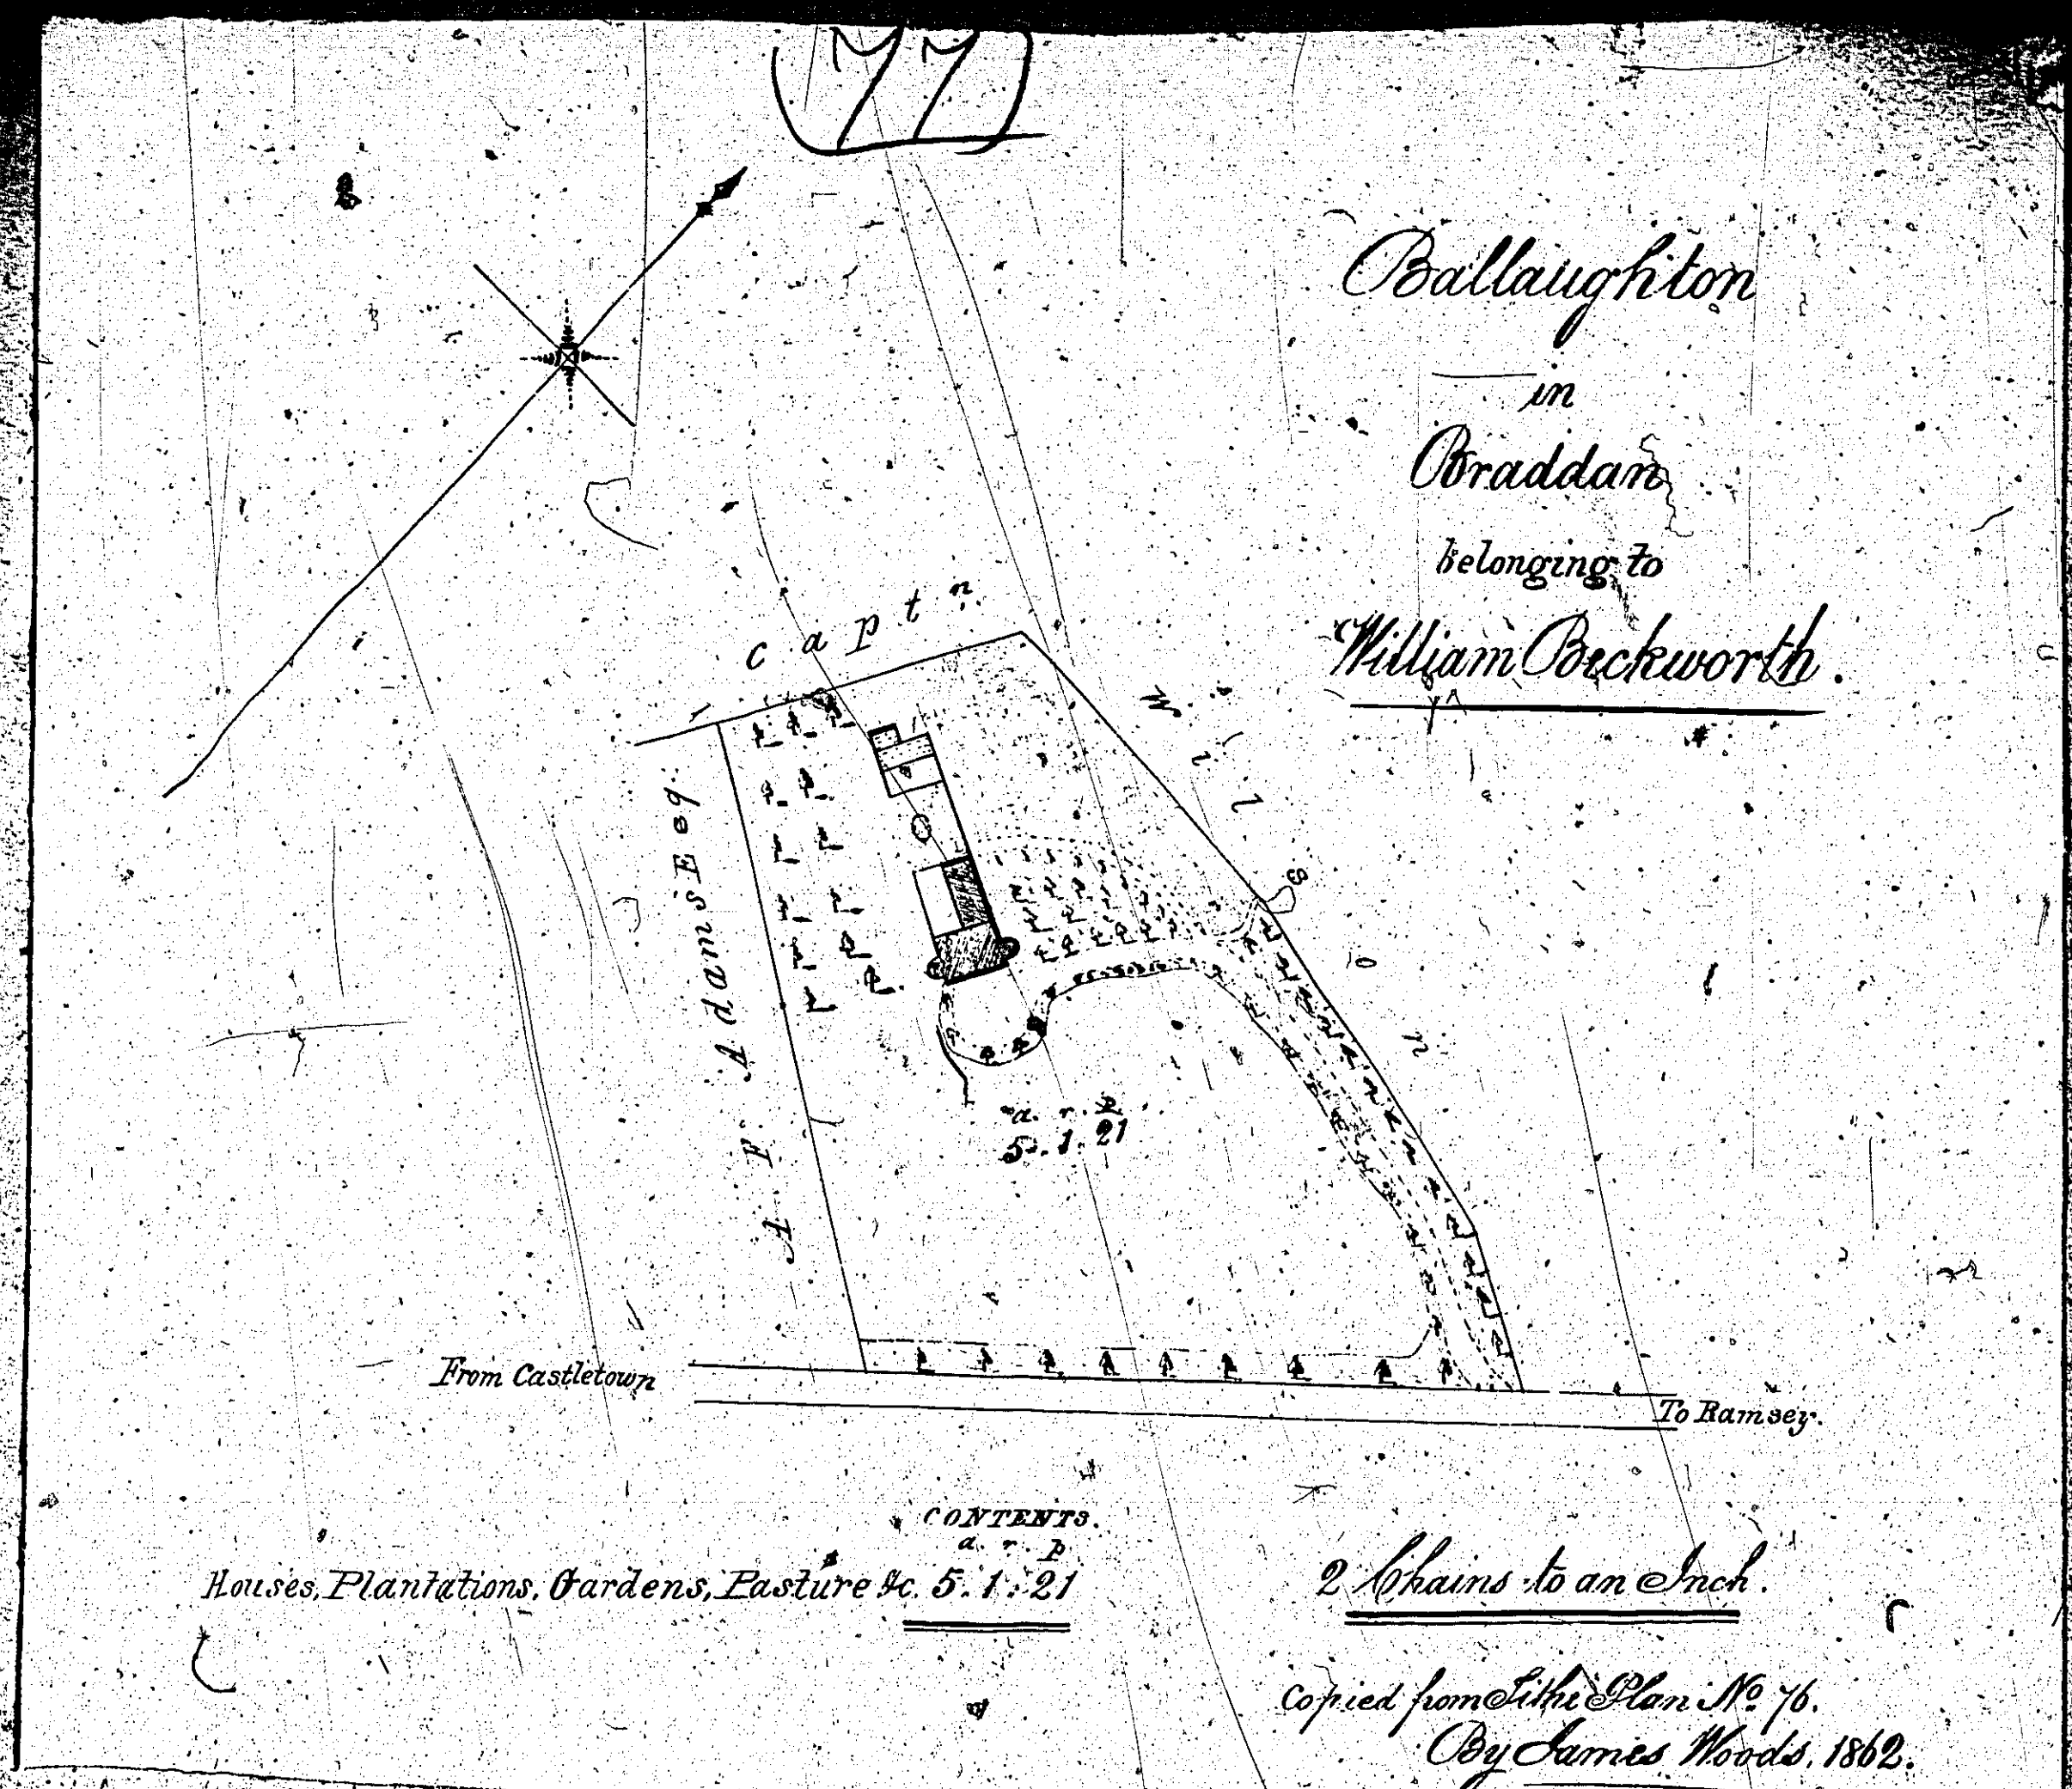 77
Ballaughton
in
Braddan
belonging to
William Beckworth.
Captn. Wilson
A. F. Adams Esq.
a. r. p.
5. 1. 21
From Castletown
To Ramsey.
CONTENTS.
a. r. p
Houses, Plantations, Gardens, Pasture &c. 5. 1. 21
2 Chains to an Inch.
Copied from Tithe Plan No. 76.
By James Woods. 1862.